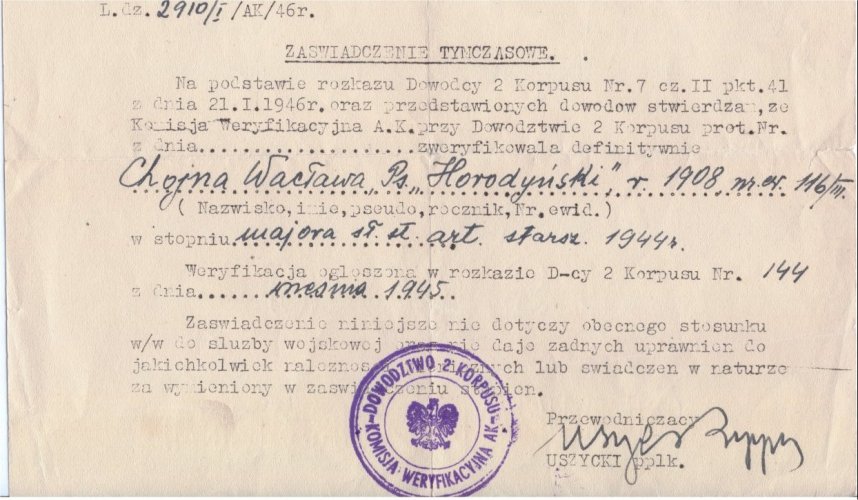 L.dz. 2910/I/AK/46r.
ZASWIADCZENIE TYMCZASOWE.
Na podstawie rozkazu Dowodcy 2 Korpusu Nr.7 cz.II pkt.41
z dnia 21.I.1946r. oraz przedstawionych dowodow stwierdzam, ze
Komisja Weryfikacyjna A.K. przy Dowodztwie 2 Korpusu prot.Nr.
z dnia....................zweryfikowala definitywnie
Chojna Wacława, Ps. „Horodyński" r. 1908, nr. ew. 116/III.
( Nazwisko, imie, pseudo, rocznik, Nr. ewid.)
w stopniu majora sł. st. art. starsz. 1944r.
Weryfikacja ogloszona w rozkazie D-cy 2 Korpusu Nr. 144
z dnia 1945..
Zaswiadczenie niniejsze nie dotyczy obecnego stosunku
w/w do sluzby wojskowej oraz nie daje zadnych uprawnien do
jakichkolwiek naleznosci lub swiadczen w naturze
za wymieniony w zaswiadczeniu stopien.
DOWODZTWO 2 KORPUSU
KOMISJA WERYFIKACYJNA AK
Przewodniczacy
USZYCKI pplk.